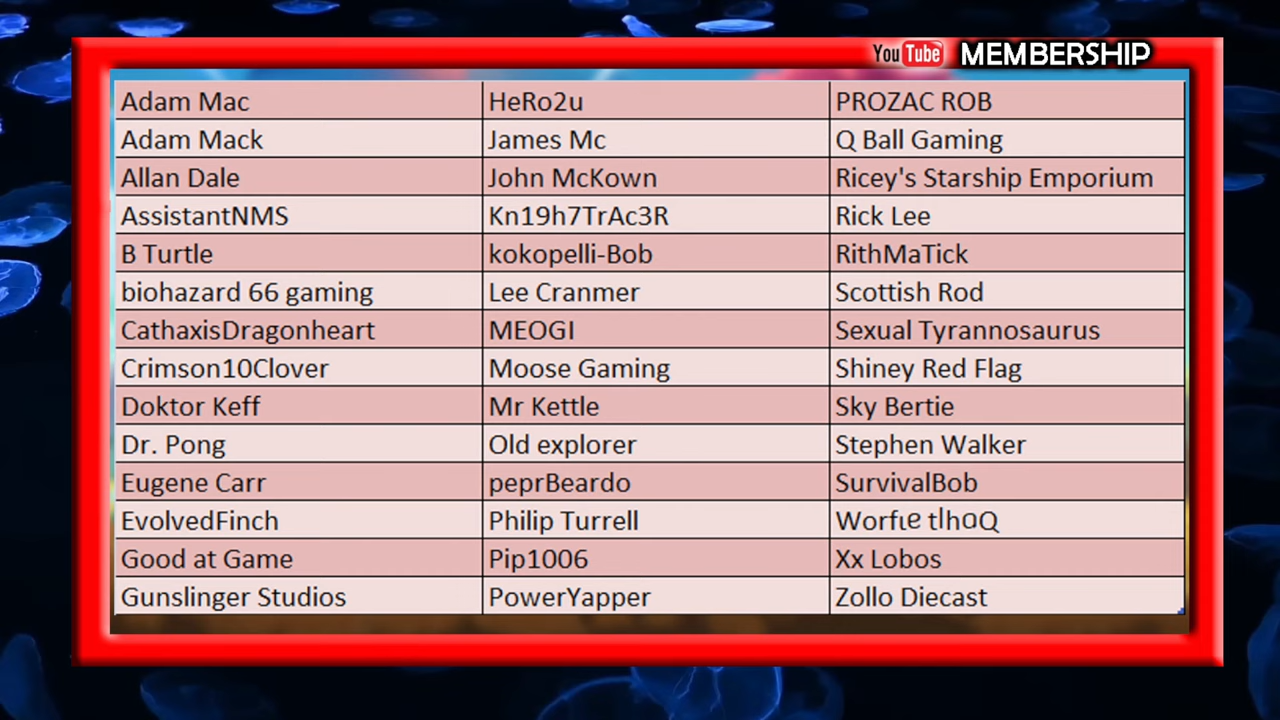 YouTube MEMBERSHIP
Adam Mac HeRo2u PROZAC ROB
Adam Mack James Mc Q Ball Gaming
Allan Dale John McKown Ricey's Starship Emporium
AssistantNMS Kn19h7TrAc3R Rick Lee
B Turtle kokopelli-Bob RithMaTick
biohazard 66 gaming Lee Cranmer Scottish Rod
CathaxisDragonheart MEOGI Sexual Tyrannosaurus
Crimson10Clover Moose Gaming Shiney Red Flag
Doktor Keff Mr Kettle Sky Bertie
Dr. Pong Old explorer Stephen Walker
Eugene Carr peprBeardo SurvivalBob
EvolvedFinch Philip Turrell Worfɩɐ tlhɑQ
Good at Game Pip1006 Xx Lobos
Gunslinger Studios PowerYapper Zollo Diecast